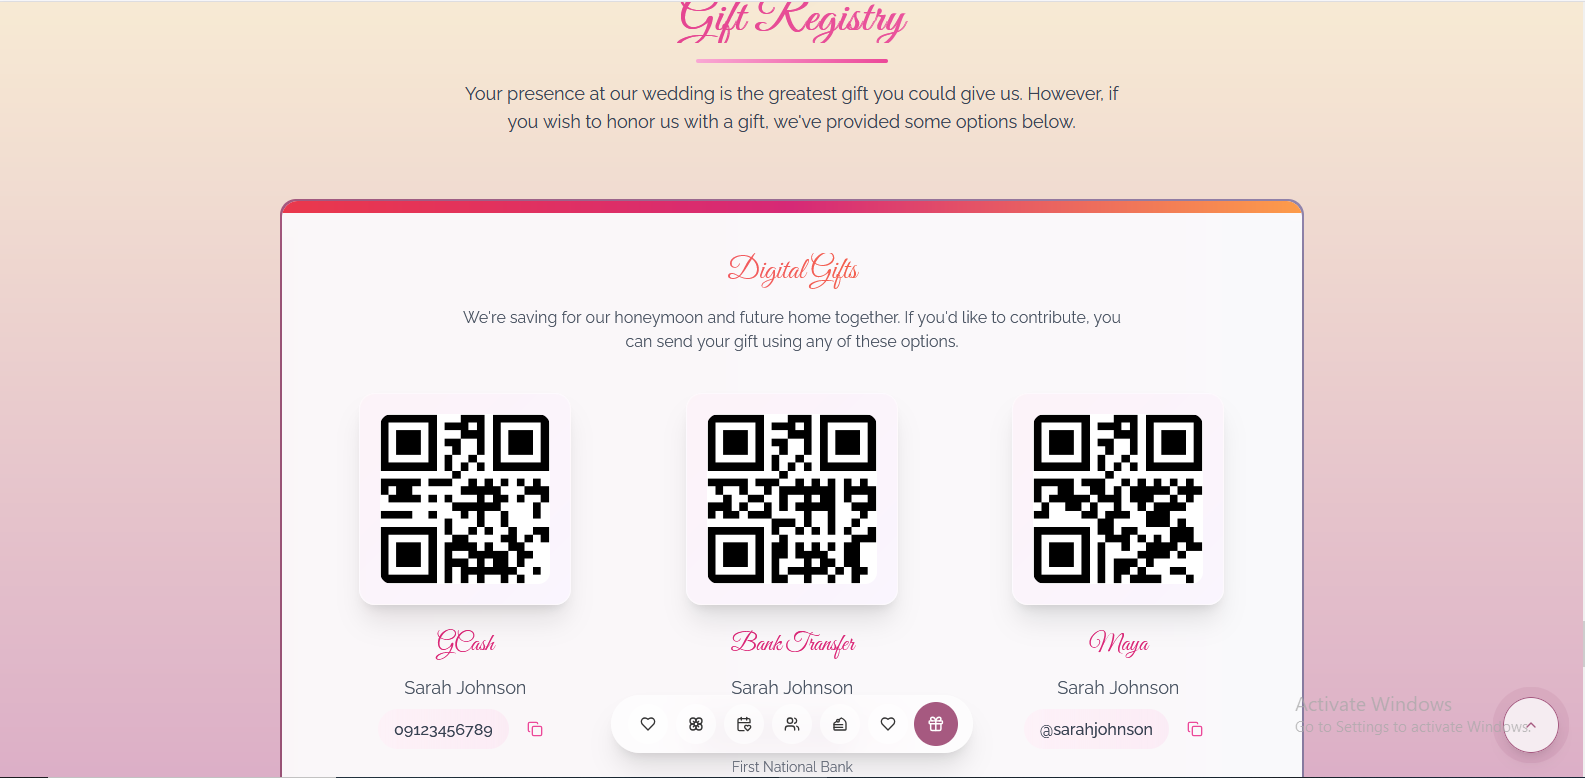 Gift Registry
Your presence at our wedding is the greatest gift you could give us. However, if
you wish to honor us with a gift, we've provided some options below.
Digital Gifts
We're saving for our honeymoon and future home together. If you'd like to contribute, you
can send your gift using any of these options.
GCash
Bank Transfer
Maya
Sarah Johnson
Sarah Johnson
Sarah Johnson
09123456789
@sarahjohnson
First National Bank
Activate Windows
Go to Settings to activate Windows.